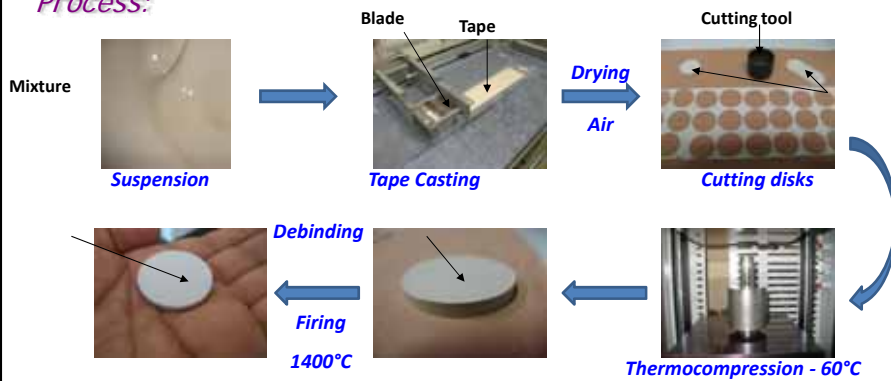 Process:
Blade
Tape
Cutting tool
Mixture
Drying
Air
Suspension
Tape Casting
Cutting disks
Debinding
Firing
1400°C
Thermocompression - 60°C